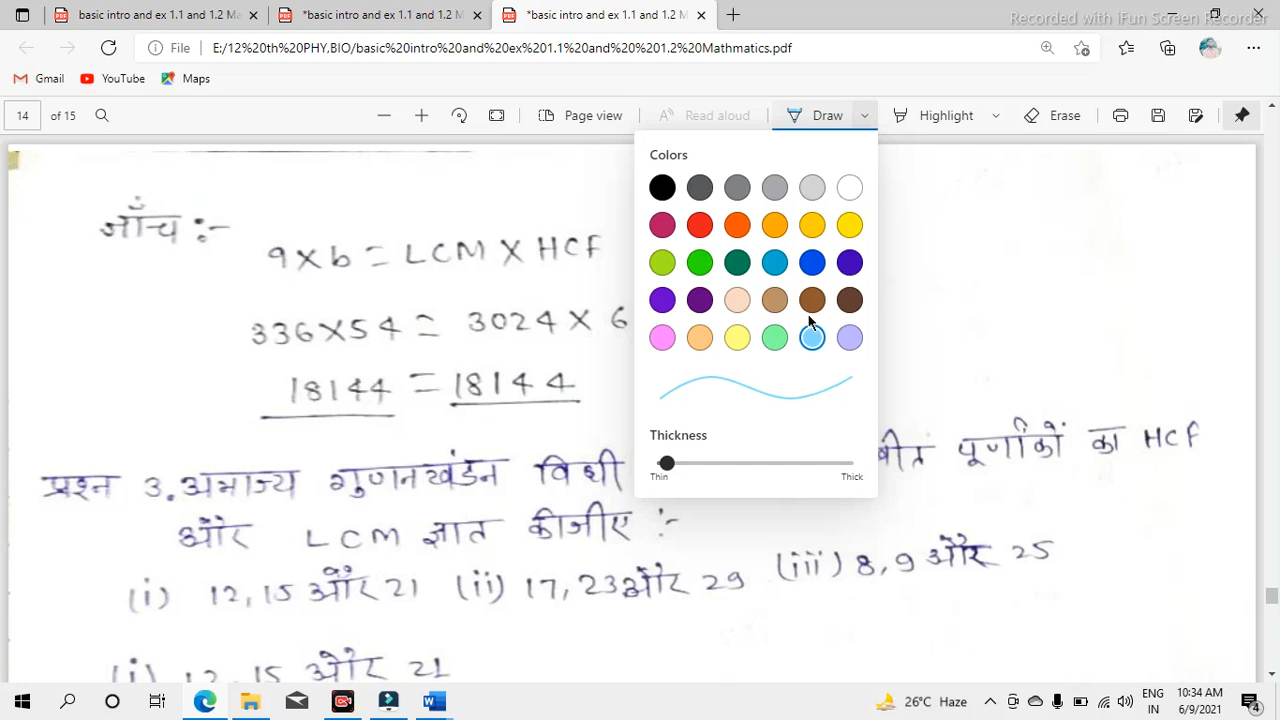 basic intro and ex 1.1 and 1.2 Mat
*basic intro and ex 1.1 and 1.2 M
*basic intro and ex 1.1 and 1.2 M
Recorded with iFun Screen Recorder
File E:/12%20th%20PHY,BIO/basic%20intro%20and%20ex%201.1%20and%20%201.2%20Mathematics.pdf
Gmail YouTube Maps
14 of 15 Page view Read aloud Draw Highlight Erase
Colors
Thickness
Thin Thick
जाँच :-
9 x b = LCM X HCF
336x54 = 3024 x 6
18144 = 18144
प्रश्न 3. अभाज्य गुणनखंडन विधी पूर्णांकों का HCF
और LCM ज्ञात कीजीए :-
(i) 12,15 और 21 (ii) 17, 23 और 29 (iii) 8,9 और 25
(i) 12, 15 और 21
26°C Haze
ENG
IN
10:34 AM
6/9/2021
4